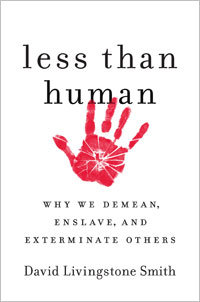 less than
human
WHY WE DEMEAN,
ENSLAVE, AND
EXTERMINATE OTHERS
David Livingstone Smith